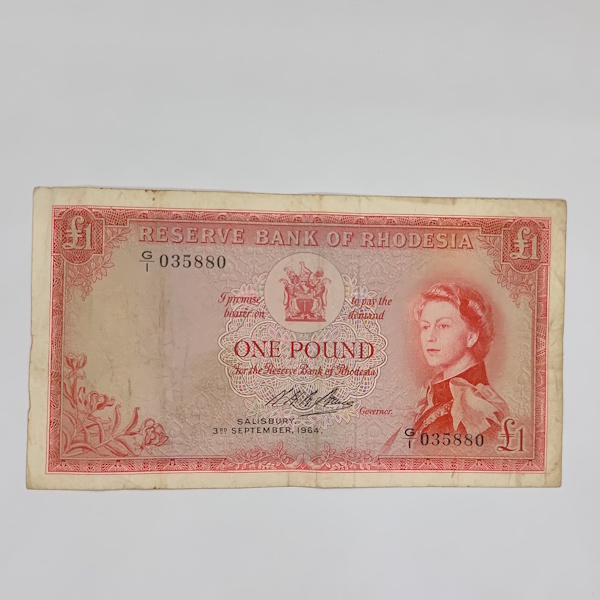 £1 RESERVE BANK OF RHODESIA £1
G/1 035880
I promise to pay the
bearer on demand
ONE POUND
For the Reserve Bank of Rhodesia
Governor.
SALISBURY,
3RD SEPTEMBER, 1964.
G/1 035880 £1